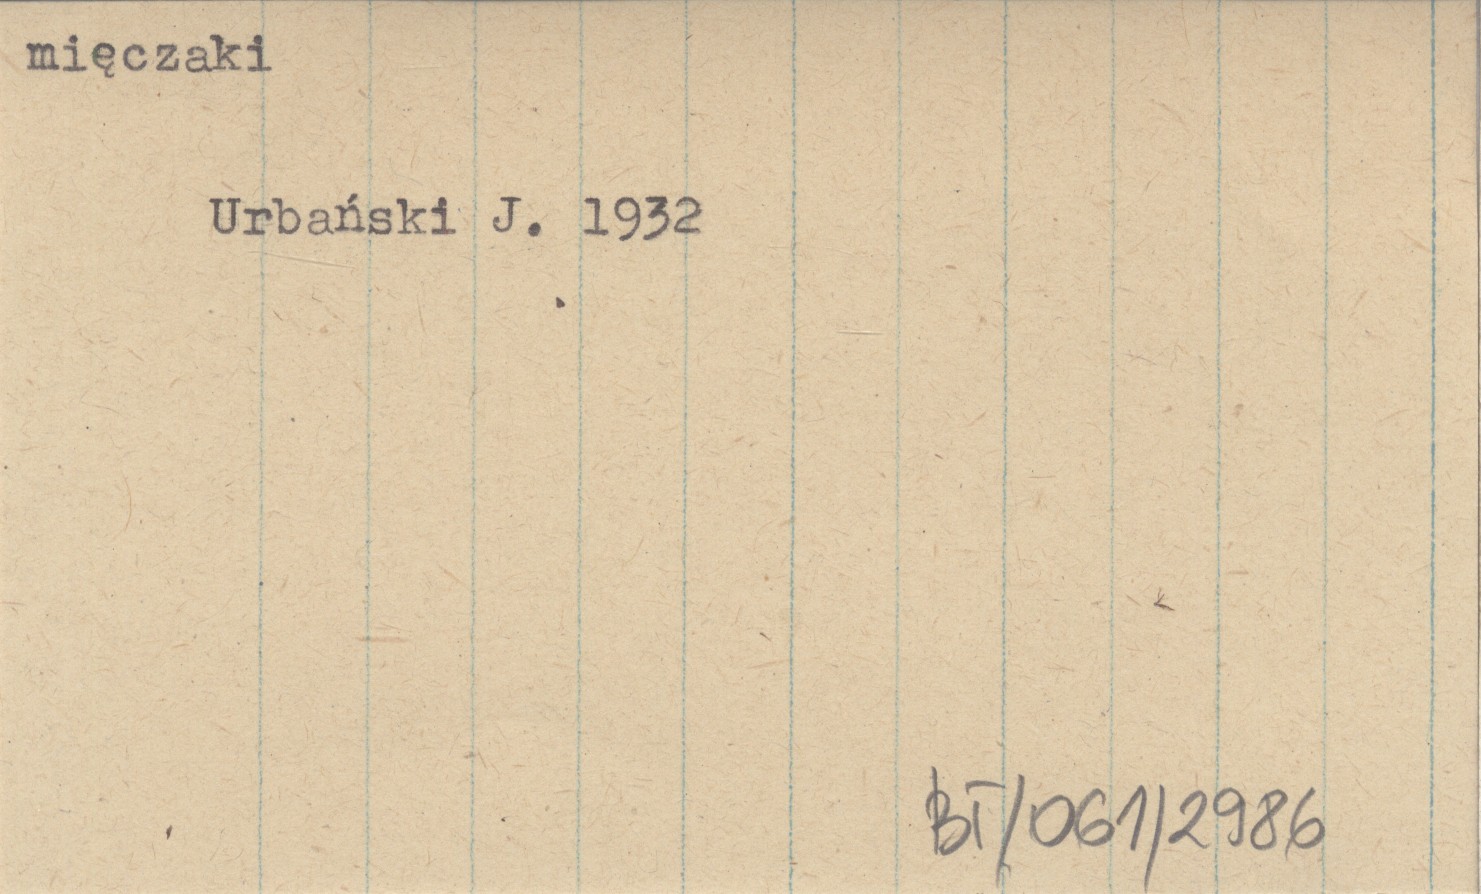 mięczaki
Urbański J. 1932
BT/061/2986